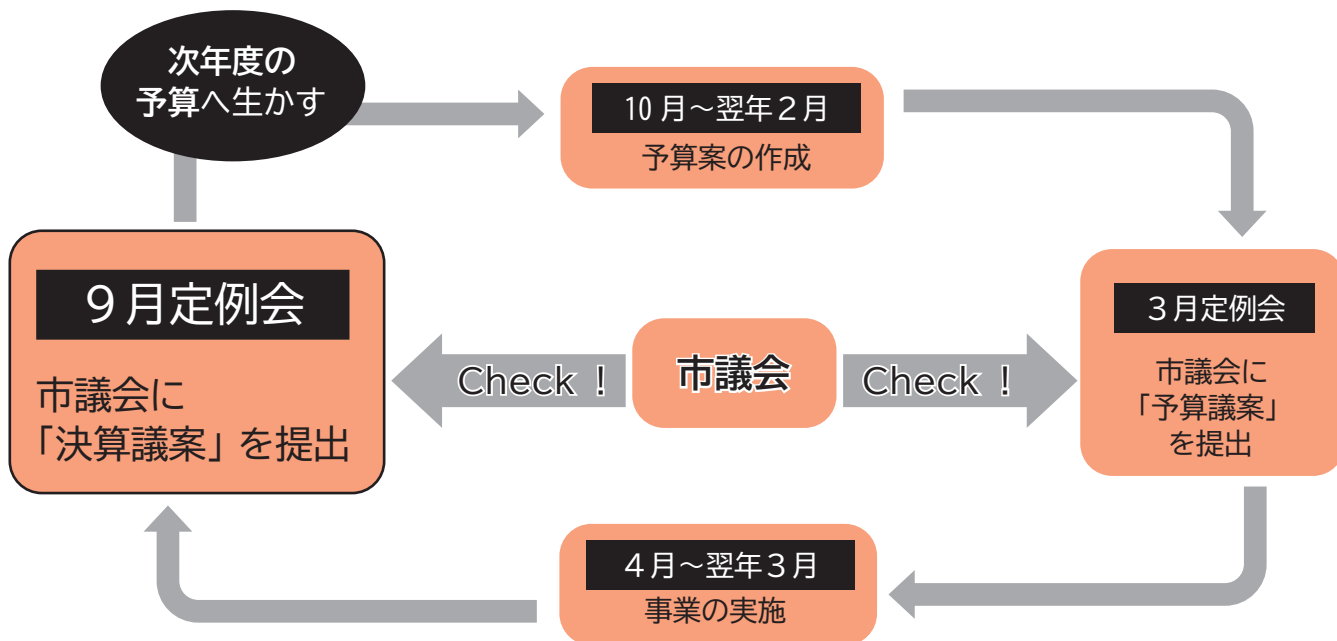 次年度の
予算へ生かす
10月～翌年２月
予算案の作成
９月定例会
市議会に
「決算議案」を提出
Check！
市議会
Check！
３月定例会
市議会に
「予算議案」
を提出
４月～翌年３月
事業の実施